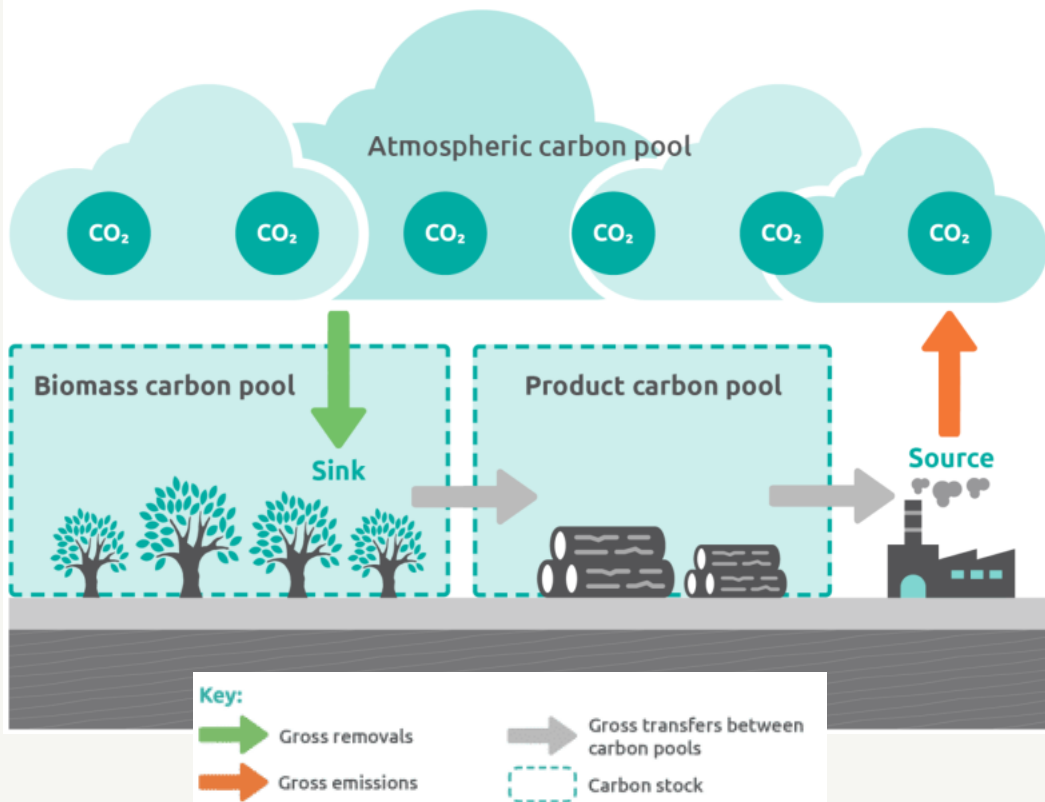 Atmospheric carbon pool
CO₂ CO₂ CO₂ CO₂ CO₂ CO₂
Biomass carbon pool
Sink
Product carbon pool
Source
Key:
Gross removals
Gross emissions
Gross transfers between
carbon pools
Carbon stock